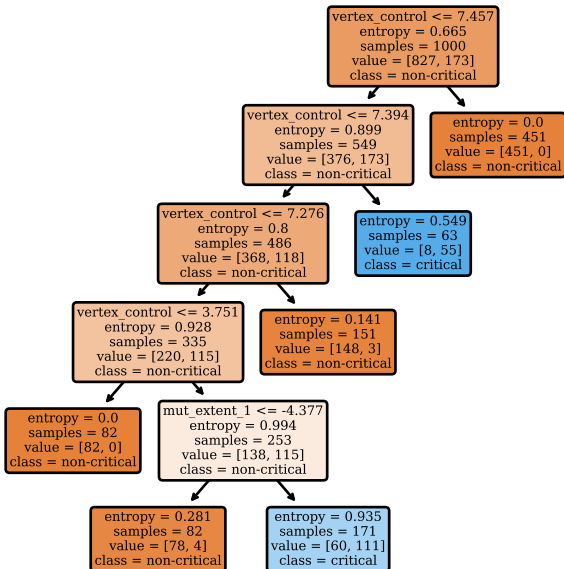 vertex_control <= 7.457
entropy = 0.665
samples = 1000
value = [827, 173]
class = non-critical
vertex_control <= 7.394
entropy = 0.899
samples = 549
value = [376, 173]
class = non-critical
entropy = 0.0
samples = 451
value = [451, 0]
class = non-critical
vertex_control <= 7.276
entropy = 0.8
samples = 486
value = [368, 118]
class = non-critical
entropy = 0.549
samples = 63
value = [8, 55]
class = critical
vertex_control <= 3.751
entropy = 0.928
samples = 335
value = [220, 115]
class = non-critical
entropy = 0.141
samples = 151
value = [148, 3]
class = non-critical
entropy = 0.0
samples = 82
value = [82, 0]
class = non-critical
mut_extent_1 <= -4.377
entropy = 0.994
samples = 253
value = [138, 115]
class = non-critical
entropy = 0.281
samples = 82
value = [78, 4]
class = non-critical
entropy = 0.935
samples = 171
value = [60, 111]
class = critical